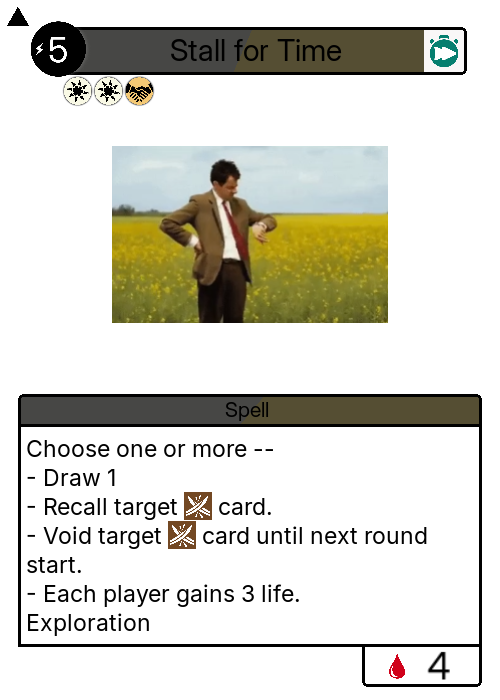 5 Stall for Time
Spell
Choose one or more --
- Draw 1
- Recall target card.
- Void target card until next round
start.
- Each player gains 3 life.
Exploration
4